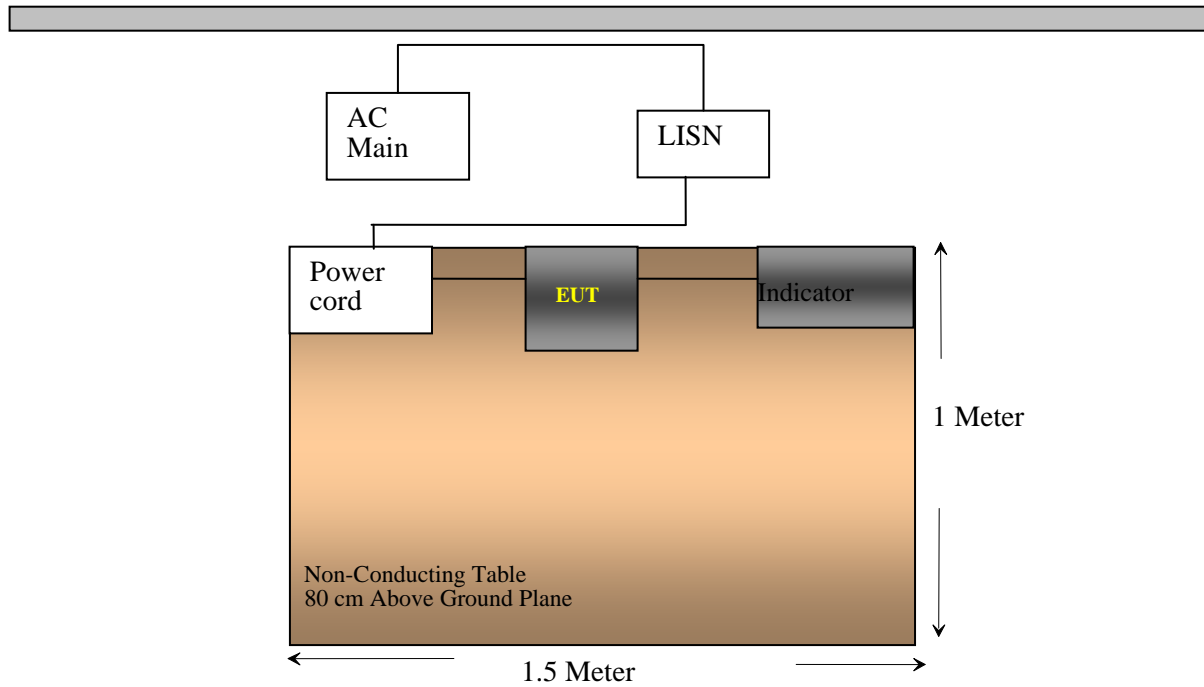 AC
Main
LISN
Power
cord
EUT
Indicator
1 Meter
Non-Conducting Table
80 cm Above Ground Plane
1.5 Meter